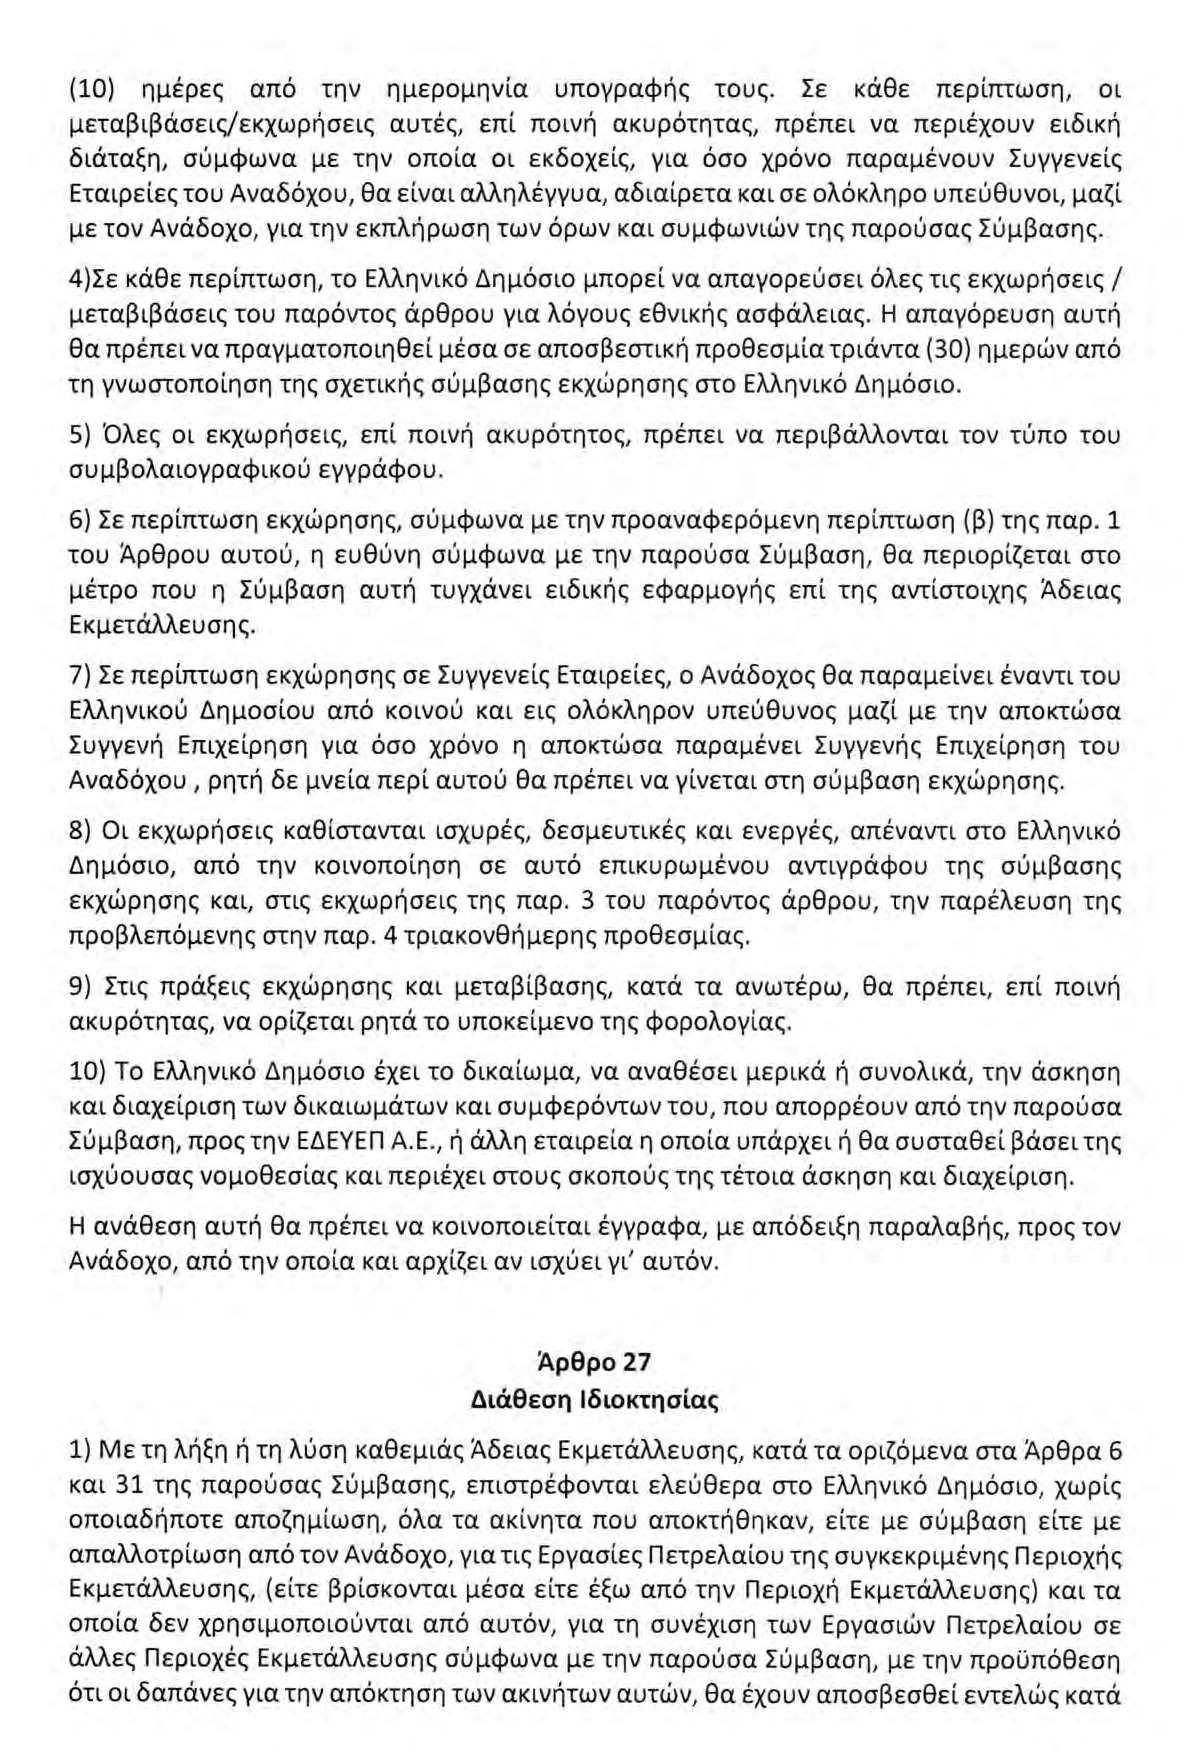 (10) ημέρες από την ημερομηνία υπογραφής τους. Σε κάθε περίπτωση, οι
μεταβιβάσεις/εκχωρήσεις αυτές, επί ποινή ακυρότητας, πρέπει να περιέχουν ειδική
διάταξη, σύμφωνα με την οποία οι εκδοχείς, για όσο χρόνο παραμένουν Συγγενείς
Εταιρείες του Αναδόχου, θα είναι αλληλέγγυα, αδιαίρετα και σε ολόκληρο υπεύθυνοι, μαζί
με τον Ανάδοχο, για την εκπλήρωση των όρων και συμφωνιών της παρούσας Σύμβασης.
4)Σε κάθε περίπτωση, το Ελληνικό Δημόσιο μπορεί να απαγορεύσει όλες τις εκχωρήσεις /
μεταβιβάσεις του παρόντος άρθρου για λόγους εθνικής ασφάλειας. Η απαγόρευση αυτή
θα πρέπει να πραγματοποιηθεί μέσα σε αποσβεστική προθεσμία τριάντα (30) ημερών από
τη γνωστοποίηση της σχετικής σύμβασης εκχώρησης στο Ελληνικό Δημόσιο.
5) Όλες οι εκχωρήσεις, επί ποινή ακυρότητος, πρέπει να περιβάλλονται τον τύπο του
συμβολαιογραφικού εγγράφου.
6) Σε περίπτωση εκχώρησης, σύμφωνα με την προαναφερόμενη περίπτωση (β) της παρ. 1
του Άρθρου αυτού, η ευθύνη σύμφωνα με την παρούσα Σύμβαση, θα περιορίζεται στο
μέτρο που η Σύμβαση αυτή τυγχάνει ειδικής εφαρμογής επί της αντίστοιχης Άδειας
Εκμετάλλευσης.
7) Σε περίπτωση εκχώρησης σε Συγγενείς Εταιρείες, ο Ανάδοχος θα παραμείνει έναντι του
Ελληνικού Δημοσίου από κοινού και εις ολόκληρον υπεύθυνος μαζί με την αποκτώσα
Συγγενή Επιχείρηση για όσο χρόνο η αποκτώσα παραμένει Συγγενής Επιχείρηση του
Αναδόχου , ρητή δε μνεία περί αυτού θα πρέπει να γίνεται στη σύμβαση εκχώρησης.
8) Οι εκχωρήσεις καθίστανται ισχυρές, δεσμευτικές και ενεργές, απέναντι στο Ελληνικό
Δημόσιο, από την κοινοποίηση σε αυτό επικυρωμένου αντιγράφου της σύμβασης
εκχώρησης και, στις εκχωρήσεις της παρ. 3 του παρόντος άρθρου, την παρέλευση της
προβλεπόμενης στην παρ. 4 τριακονθήμερης προθεσμίας.
9) Στις πράξεις εκχώρησης και μεταβίβασης, κατά τα ανωτέρω, θα πρέπει, επί ποινή
ακυρότητας, να ορίζεται ρητά το υποκείμενο της φορολογίας.
10) Το Ελληνικό Δημόσιο έχει το δικαίωμα, να αναθέσει μερικά ή συνολικά, την άσκηση
και διαχείριση των δικαιωμάτων και συμφερόντων του, που απορρέουν από την παρούσα
Σύμβαση, προς την ΕΔΕΥΕΠ Α.Ε., ή άλλη εταιρεία η οποία υπάρχει ή θα συσταθεί βάσει της
ισχύουσας νομοθεσίας και περιέχει στους σκοπούς της τέτοια άσκηση και διαχείριση.
Η ανάθεση αυτή θα πρέπει να κοινοποιείται έγγραφα, με απόδειξη παραλαβής, προς τον
Ανάδοχο, από την οποία και αρχίζει αν ισχύει γι' αυτόν.
Άρθρο 27
Διάθεση Ιδιοκτησίας
1) Με τη λήξη ή τη λύση καθεμιάς Άδειας Εκμετάλλευσης, κατά τα οριζόμενα στα Άρθρα 6
και 31 της παρούσας Σύμβασης, επιστρέφονται ελεύθερα στο Ελληνικό Δημόσιο, χωρίς
οποιαδήποτε αποζημίωση, όλα τα ακίνητα που αποκτήθηκαν, είτε με σύμβαση είτε με
απαλλοτρίωση από τον Ανάδοχο, για τις Εργασίες Πετρελαίου της συγκεκριμένης Περιοχής
Εκμετάλλευσης, (είτε βρίσκονται μέσα είτε έξω από την Περιοχή Εκμετάλλευσης) και τα
οποία δεν χρησιμοποιούνται από αυτόν, για τη συνέχιση των Εργασιών Πετρελαίου σε
άλλες Περιοχές Εκμετάλλευσης σύμφωνα με την παρούσα Σύμβαση, με την προϋπόθεση
ότι οι δαπάνες για την απόκτηση των ακινήτων αυτών, θα έχουν αποσβεσθεί εντελώς κατά